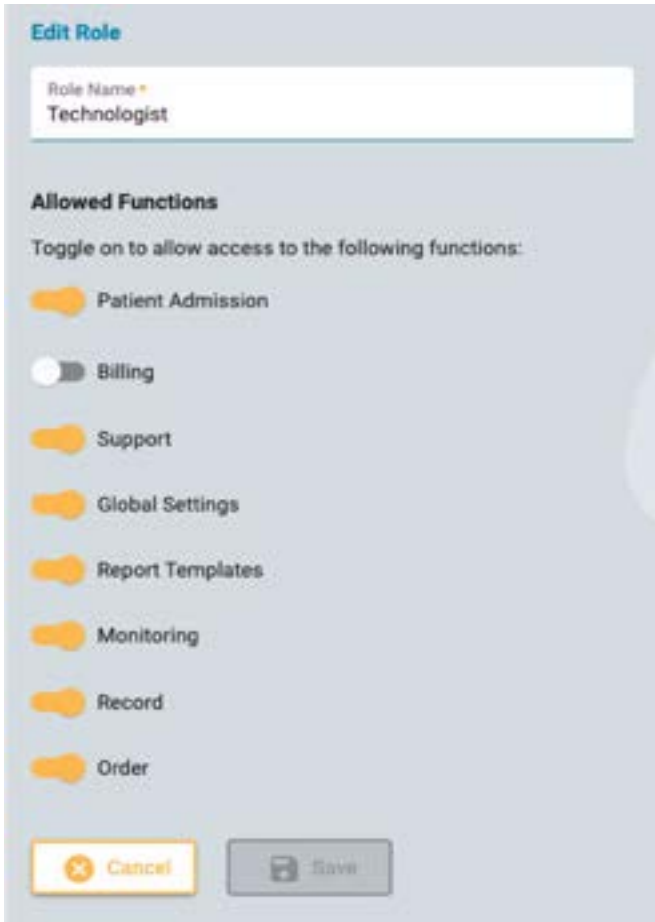 Edit Role
Role Name *
Technologist
Allowed Functions
Toggle on to allow access to the following functions:
Patient Admission
Billing
Support
Global Settings
Report Templates
Monitoring
Record
Order
Cancel
Save